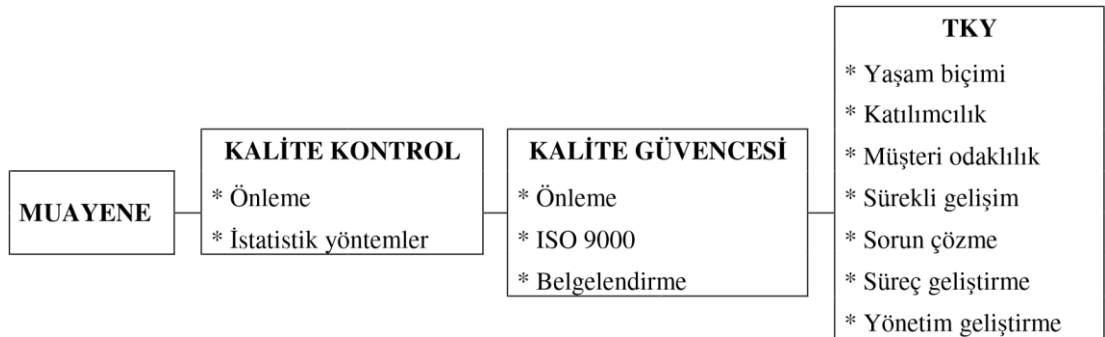 MUAYENE
KALİTE KONTROL
* Önleme
* İstatistik yöntemler
KALİTE GÜVENCESİ
* Önleme
* ISO 9000
* Belgelendirme
TKY
* Yaşam biçimi
* Katılımcılık
* Müşteri odaklılık
* Sürekli gelişim
* Sorun çözme
* Süreç geliştirme
* Yönetim geliştirme